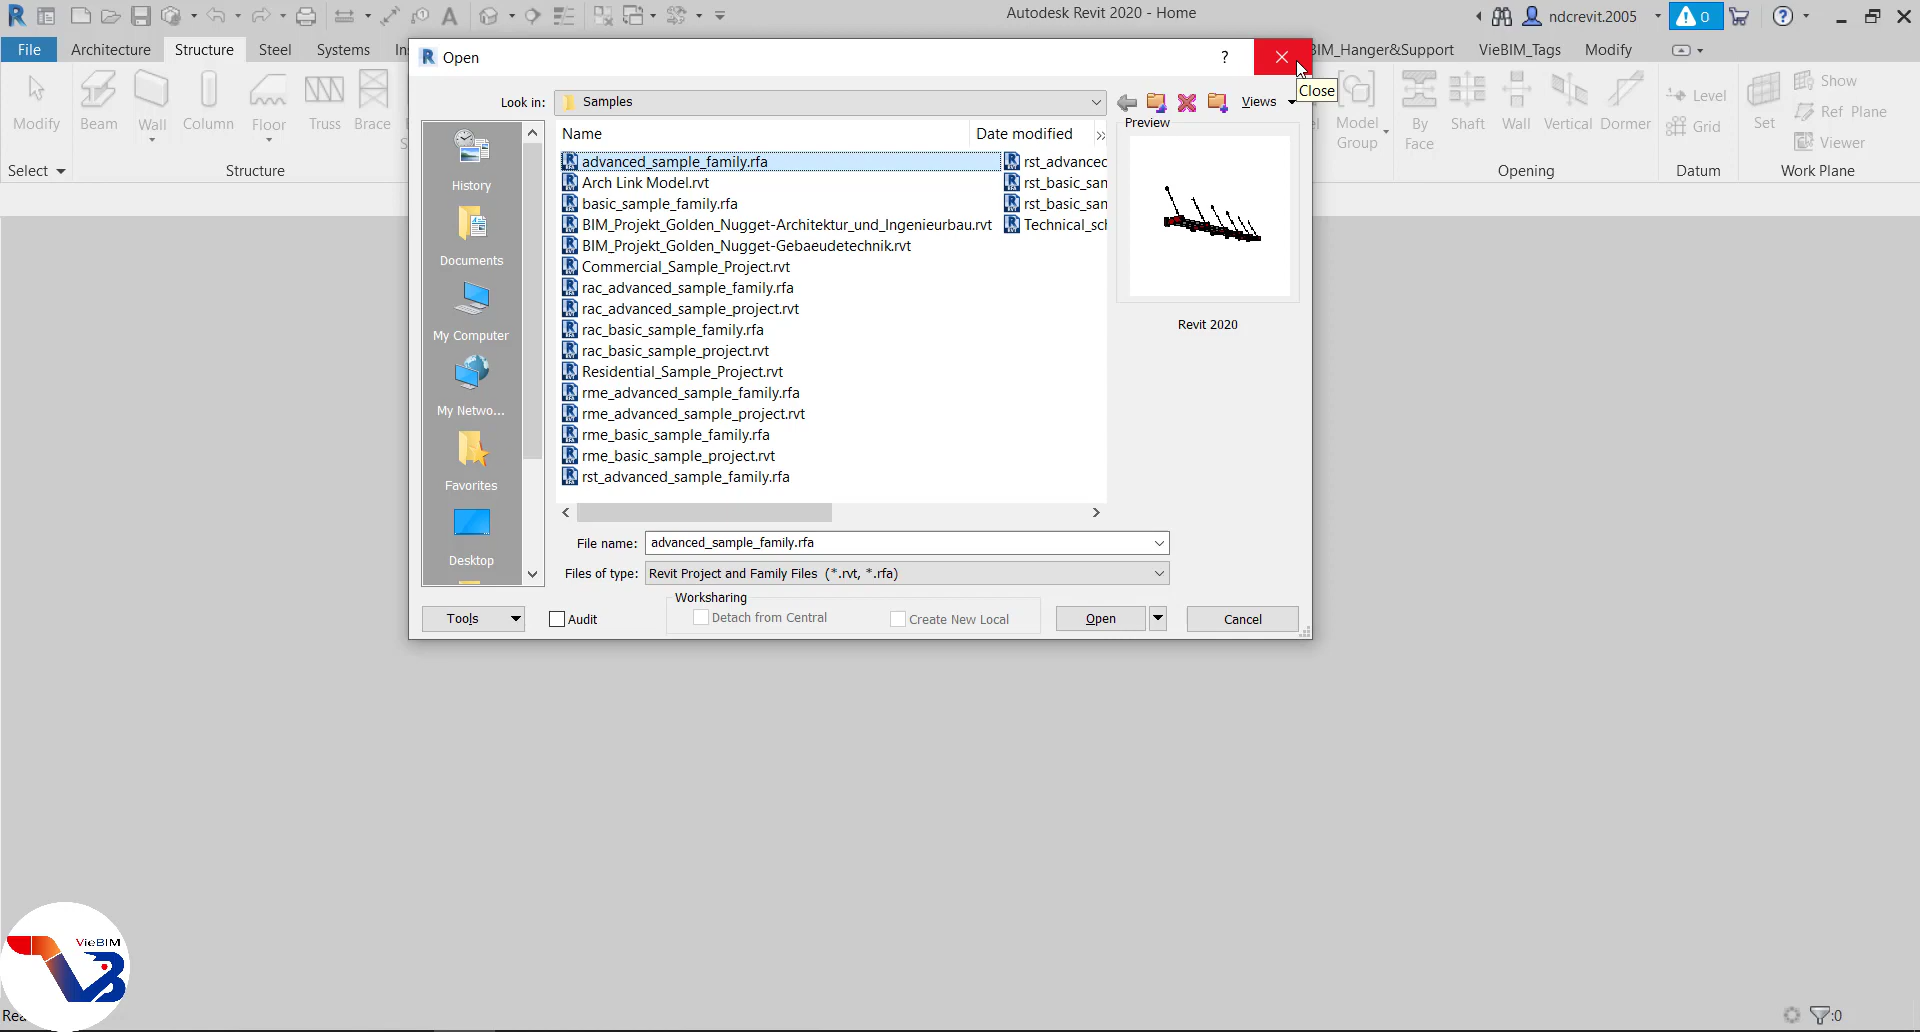 Autodesk Revit 2020 - Home
ndcrevit.2005
0
File
Architecture
Structure
Steel
Systems
BIM_Hanger&Support
VieBIM_Tags
Modify
Modify
Beam
Wall
Column
Floor
Truss
Brace
Model
Group
By
Face
Shaft
Wall
Vertical
Dormer
Level
Grid
Set
Show
Ref Plane
Viewer
Select
Structure
Opening
Datum
Work Plane
Open
?
Close
Look in:
Samples
Views
Name
Date modified
advanced_sample_family.rfa
Arch Link Model.rvt
basic_sample_family.rfa
BIM_Projekt_Golden_Nugget-Architektur_und_Ingenieurbau.rvt
BIM_Projekt_Golden_Nugget-Gebaeudetechnik.rvt
Commercial_Sample_Project.rvt
rac_advanced_sample_family.rfa
rac_advanced_sample_project.rvt
rac_basic_sample_family.rfa
rac_basic_sample_project.rvt
Residential_Sample_Project.rvt
rme_advanced_sample_family.rfa
rme_advanced_sample_project.rvt
rme_basic_sample_family.rfa
rme_basic_sample_project.rvt
rst_advanced_sample_family.rfa
rst_advanced
rst_basic_san
rst_basic_san
Technical_sch
History
Documents
My Computer
My Netwo...
Favorites
Desktop
Preview
Revit 2020
File name:
advanced_sample_family.rfa
Files of type:
Revit Project and Family Files (*.rvt, *.rfa)
Worksharing
Tools
Audit
Detach from Central
Create New Local
Open
Cancel
VieBIM
Rea
:0